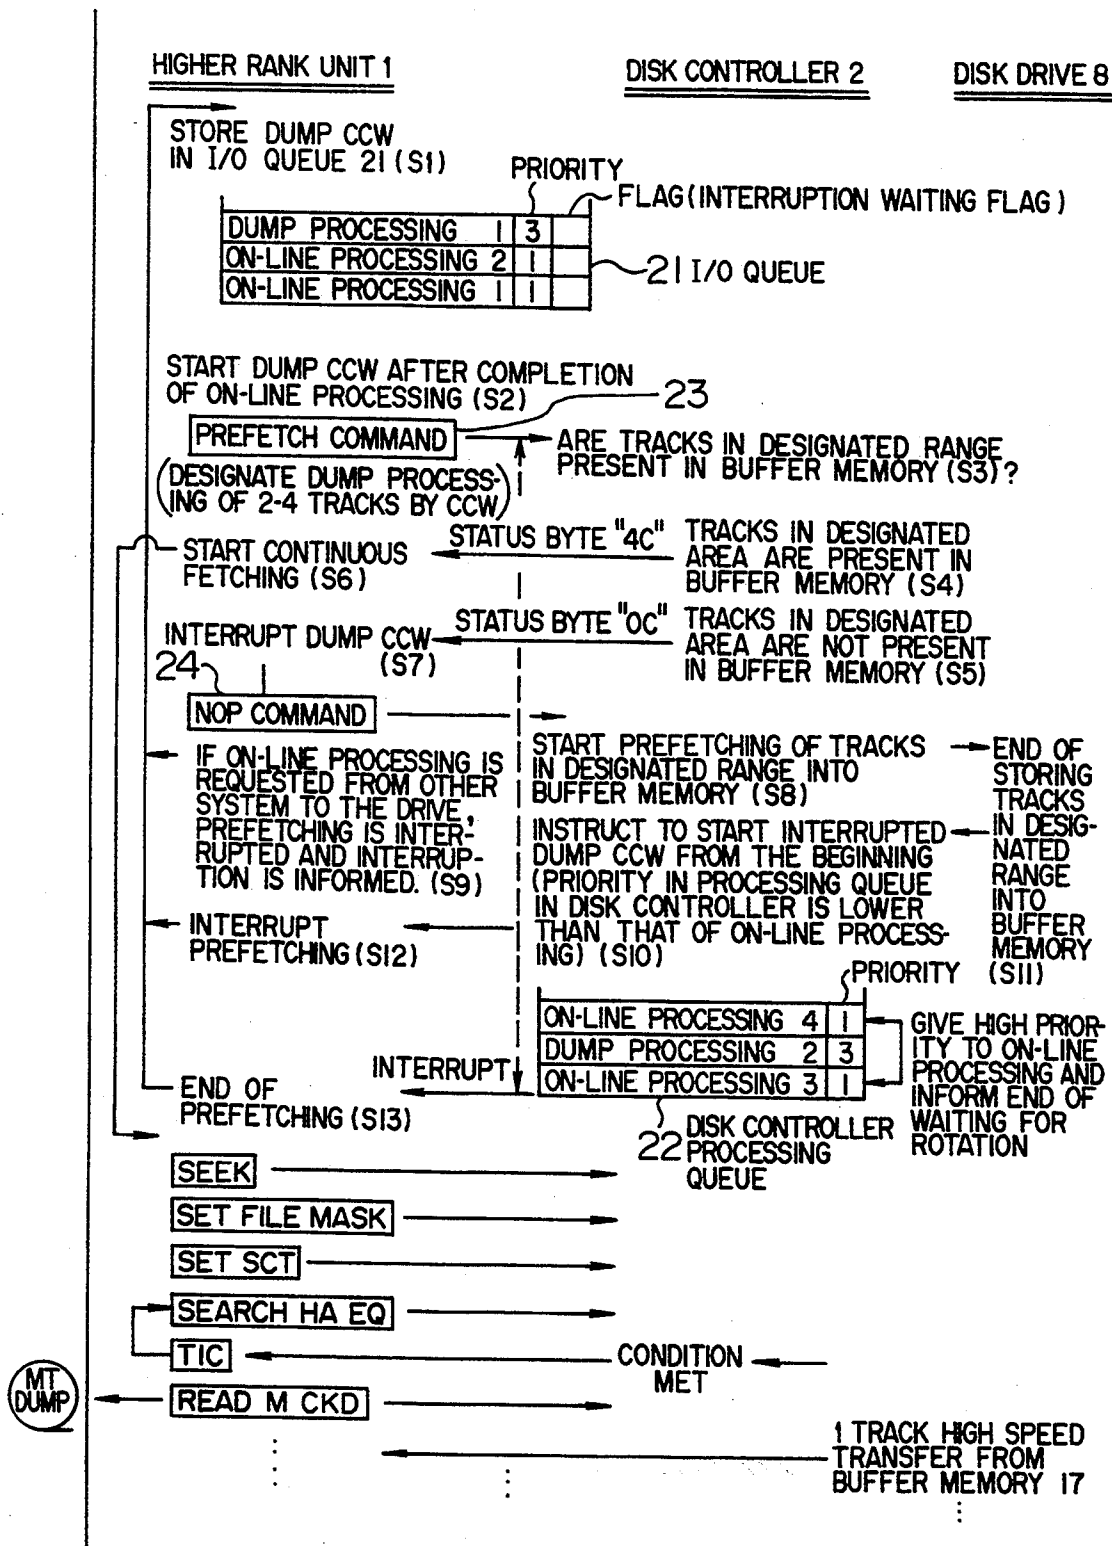 HIGHER RANK UNIT 1
DISK CONTROLLER 2
DISK DRIVE 8
STORE DUMP CCW
IN I/O QUEUE 21 (S1)
PRIORITY
FLAG (INTERRUPTION WAITING FLAG)
DUMP PROCESSING 1 3
ON-LINE PROCESSING 2 1
ON-LINE PROCESSING 1 1
21 I/O QUEUE
START DUMP CCW AFTER COMPLETION
OF ON-LINE PROCESSING (S2)
23
PREFETCH COMMAND
ARE TRACKS IN DESIGNATED RANGE
PRESENT IN BUFFER MEMORY (S3)?
(DESIGNATE DUMP PROCESS-
ING OF 2-4 TRACKS BY CCW)
STATUS BYTE "4C"
TRACKS IN DESIGNATED
AREA ARE PRESENT IN
BUFFER MEMORY (S4)
START CONTINUOUS
FETCHING (S6)
STATUS BYTE "0C"
TRACKS IN DESIGNATED
AREA ARE NOT PRESENT
IN BUFFER MEMORY (S5)
INTERRUPT DUMP CCW
(S7)
24
NOP COMMAND
START PREFETCHING OF TRACKS
IN DESIGNATED RANGE INTO
BUFFER MEMORY (S8)
END OF
STORING
TRACKS
IN DESIG-
NATED
RANGE
INTO
BUFFER
MEMORY
(S11)
IF ON-LINE PROCESSING IS
REQUESTED FROM OTHER
SYSTEM TO THE DRIVE,
PREFETCHING IS INTER-
RUPTED AND INTERRUP-
TION IS INFORMED. (S9)
INSTRUCT TO START INTERRUPTED
DUMP CCW FROM THE BEGINNING
(PRIORITY IN PROCESSING QUEUE
IN DISK CONTROLLER IS LOWER
THAN THAT OF ON-LINE PROCESS-
ING) (S10)
INTERRUPT
PREFETCHING (S12)
PRIORITY
ON-LINE PROCESSING 4 1
DUMP PROCESSING 2 3
ON-LINE PROCESSING 3 1
GIVE HIGH PRIOR-
ITY TO ON-LINE
PROCESSING AND
INFORM END OF
WAITING FOR
ROTATION
INTERRUPT
END OF
PREFETCHING (S13)
22 DISK CONTROLLER
PROCESSING
QUEUE
SEEK
SET FILE MASK
SET SCT
SEARCH HA EQ
TIC
CONDITION
MET
MT
DUMP
READ M CKD
1 TRACK HIGH SPEED
TRANSFER FROM
BUFFER MEMORY 17